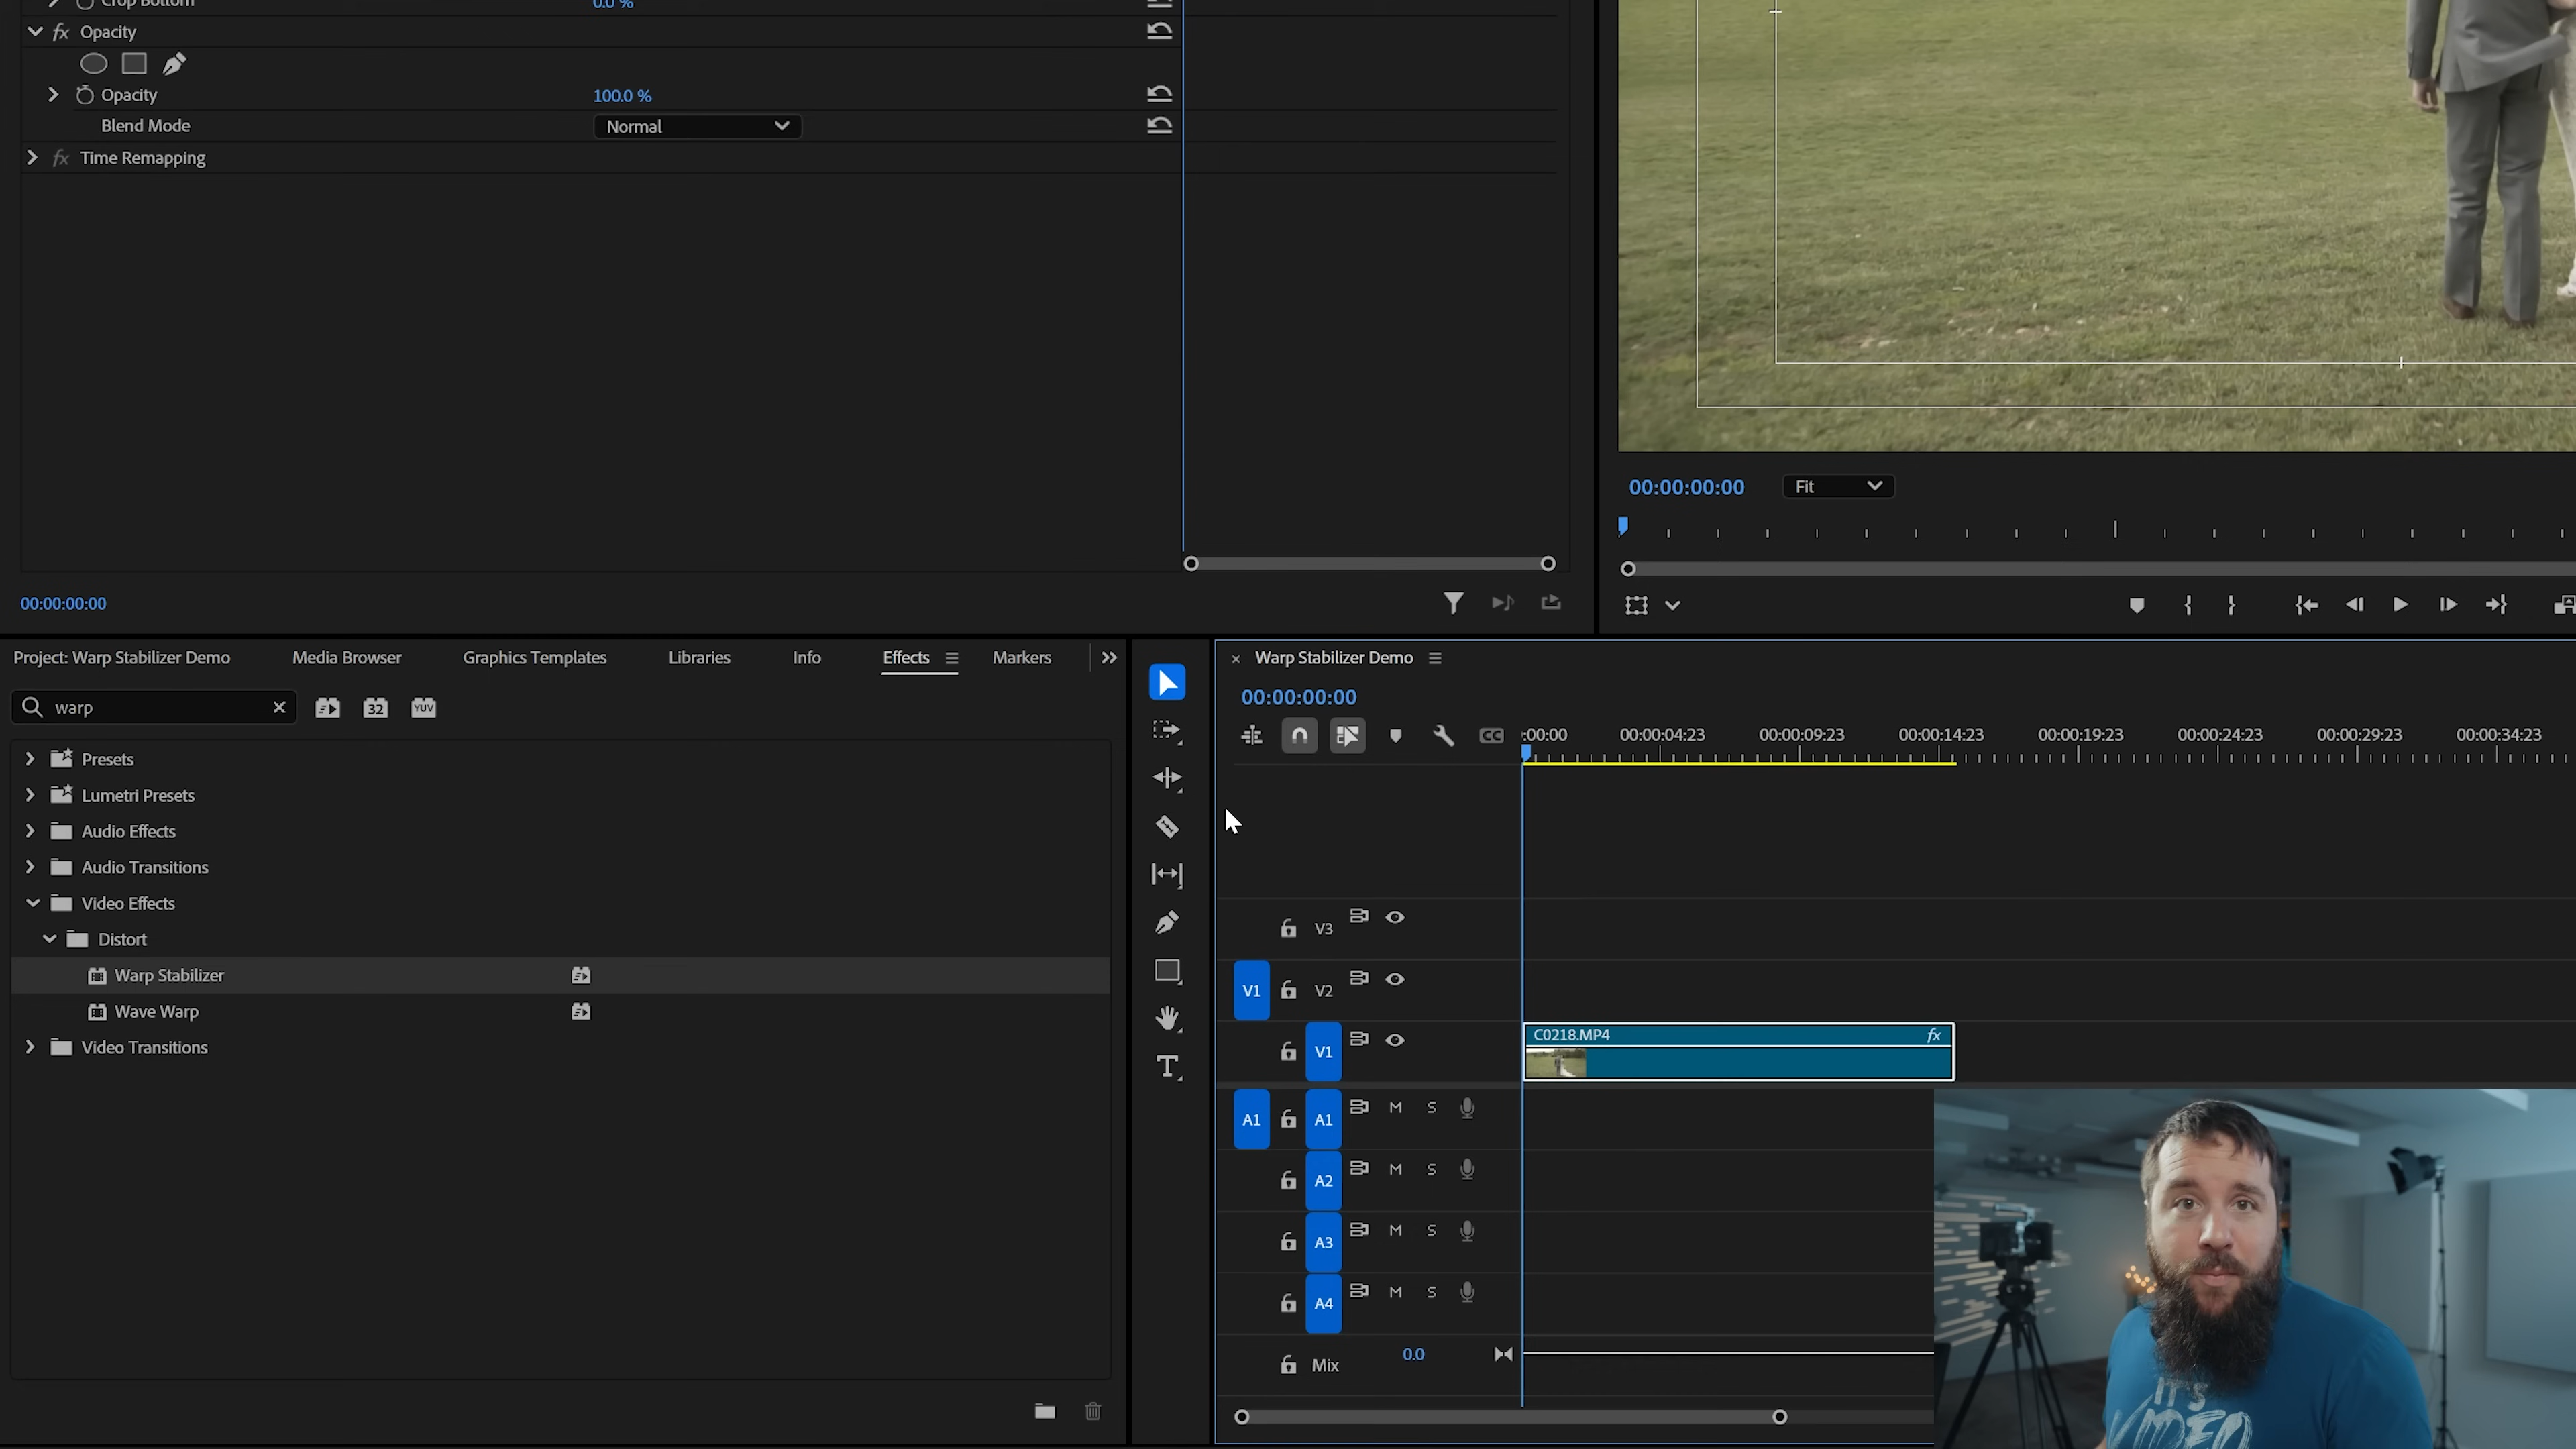 Crop Bottom
0.0 %
fx Opacity
Opacity
100.0 %
Blend Mode
Normal
fx Time Remapping
00:00:00:00
00:00:00:00
Fit
Project: Warp Stabilizer Demo
Media Browser
Graphics Templates
Libraries
Info
Effects
Markers
warp
32
YUV
Presets
Lumetri Presets
Audio Effects
Audio Transitions
Video Effects
Distort
Warp Stabilizer
Wave Warp
Video Transitions
T
Warp Stabilizer Demo
00:00:00:00
CC
:00:00
00:00:04:23
00:00:09:23
00:00:14:23
00:00:19:23
00:00:24:23
00:00:29:23
00:00:34:23
V3
V1
V2
V1
C0218.MP4
fx
A1
A1
M
S
A2
M
S
A3
M
S
A4
M
S
Mix
0.0
IT'S
VIDEO